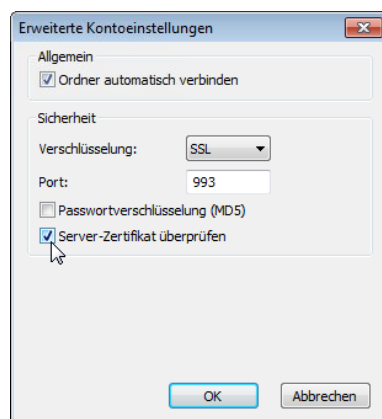 Erweiterte Kontoeinstellungen
Allgemein
Ordner automatisch verbinden
Sicherheit
Verschlüsselung: SSL
Port: 993
Passwortverschlüsselung (MD5)
Server-Zertifikat überprüfen
OK Abbrechen